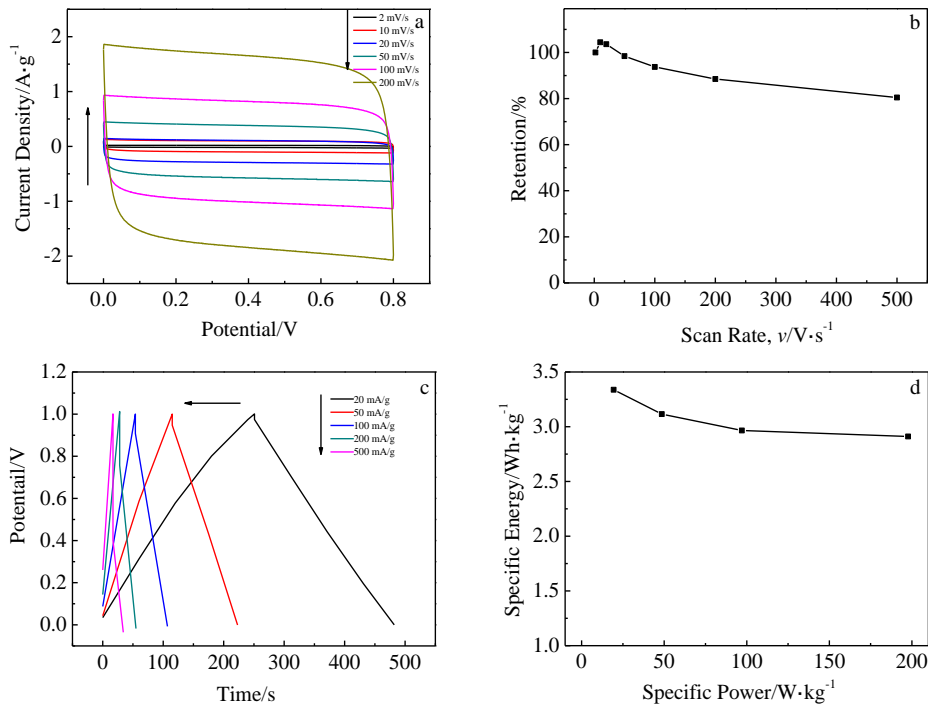 a
2 mV/s
10 mV/s
20 mV/s
50 mV/s
100 mV/s
200 mV/s
2
1
0
-1
-2
Current Density/A·g⁻¹
0.0 0.2 0.4 0.6 0.8
Potential/V
b
100
80
60
40
20
0
Retention/%
0 100 200 300 400 500
Scan Rate, v/V·s⁻¹
c
20 mA/g
50 mA/g
100 mA/g
200 mA/g
500 mA/g
1.2
1.0
0.8
0.6
0.4
0.2
0.0
Potentail/V
0 100 200 300 400 500
Time/s
d
3.5
3.0
2.5
2.0
1.5
1.0
Specific Energy/Wh·kg⁻¹
0 50 100 150 200
Specific Power/W·kg⁻¹